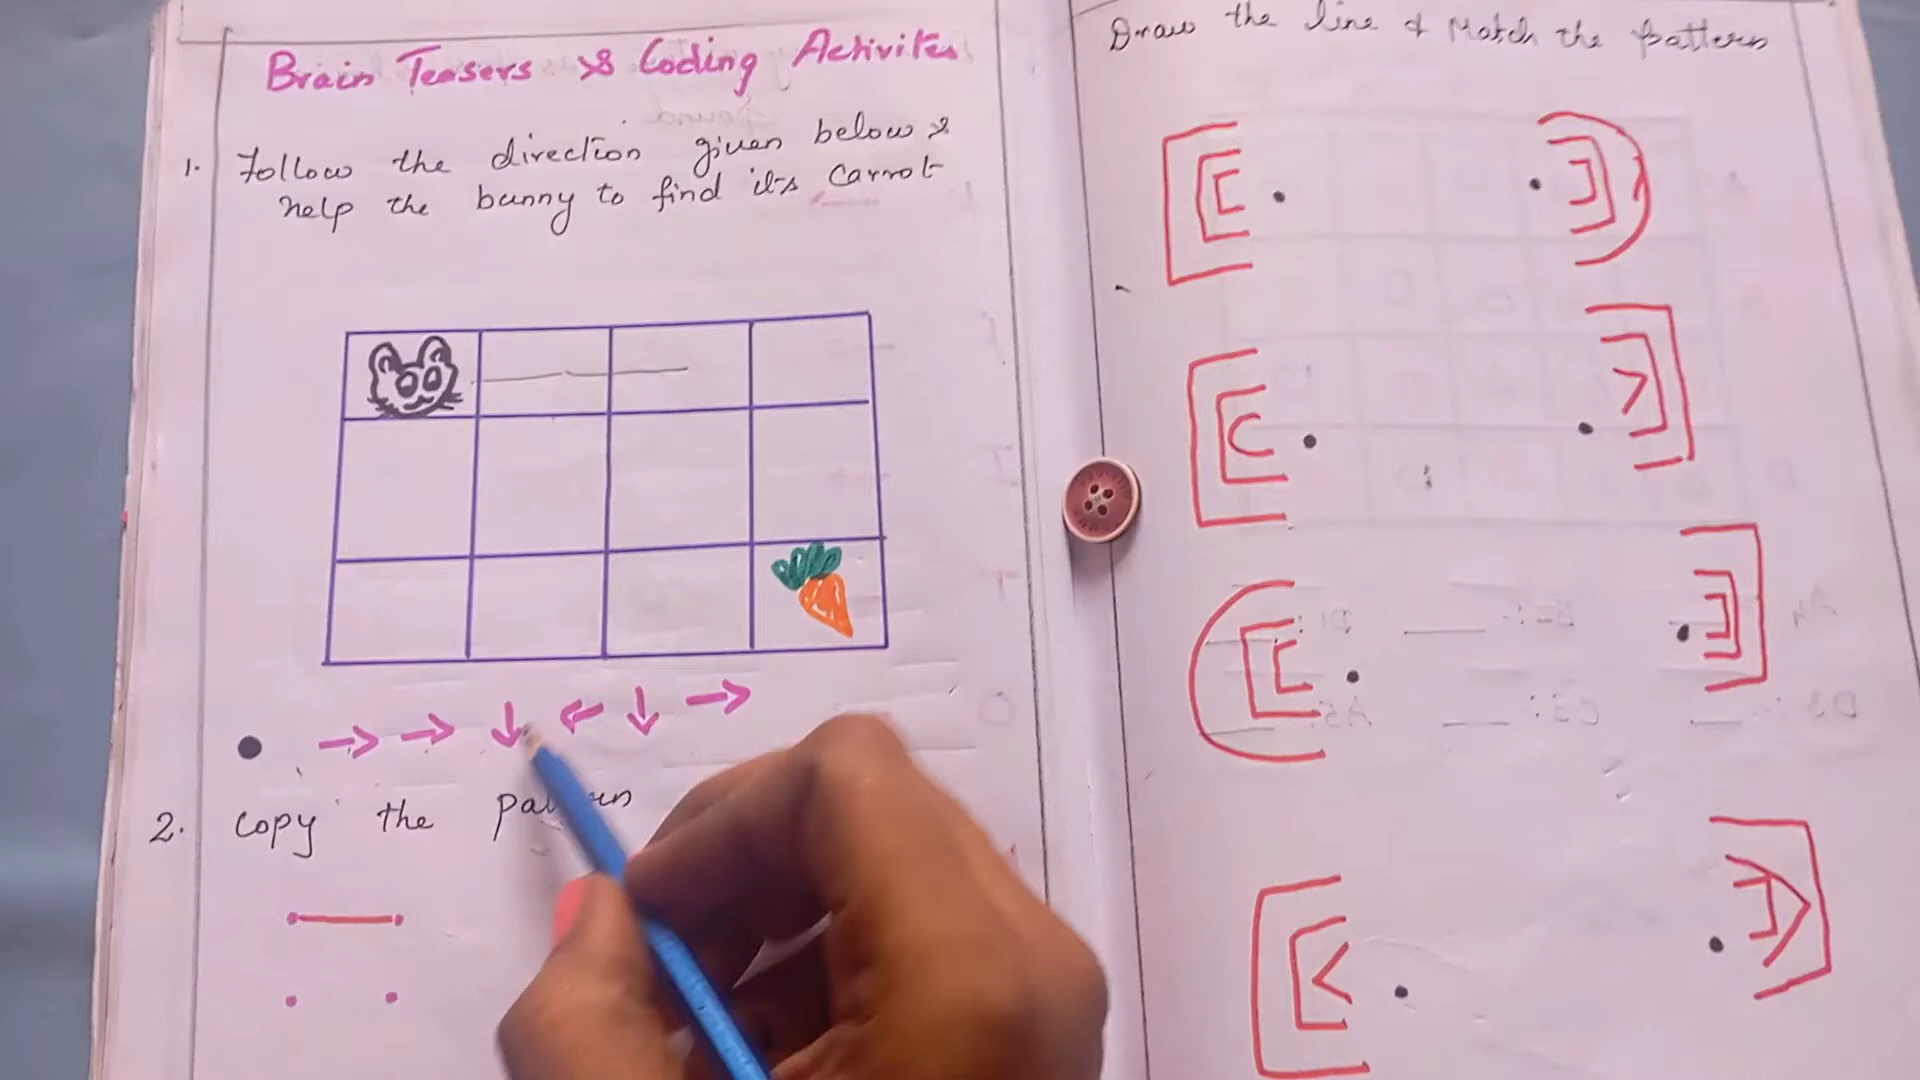 Brain Teasers & Coding Activites
1. Follow the direction given below &
help the bunny to find it's carrot
2. Copy the
Draw the line & Match the pattern